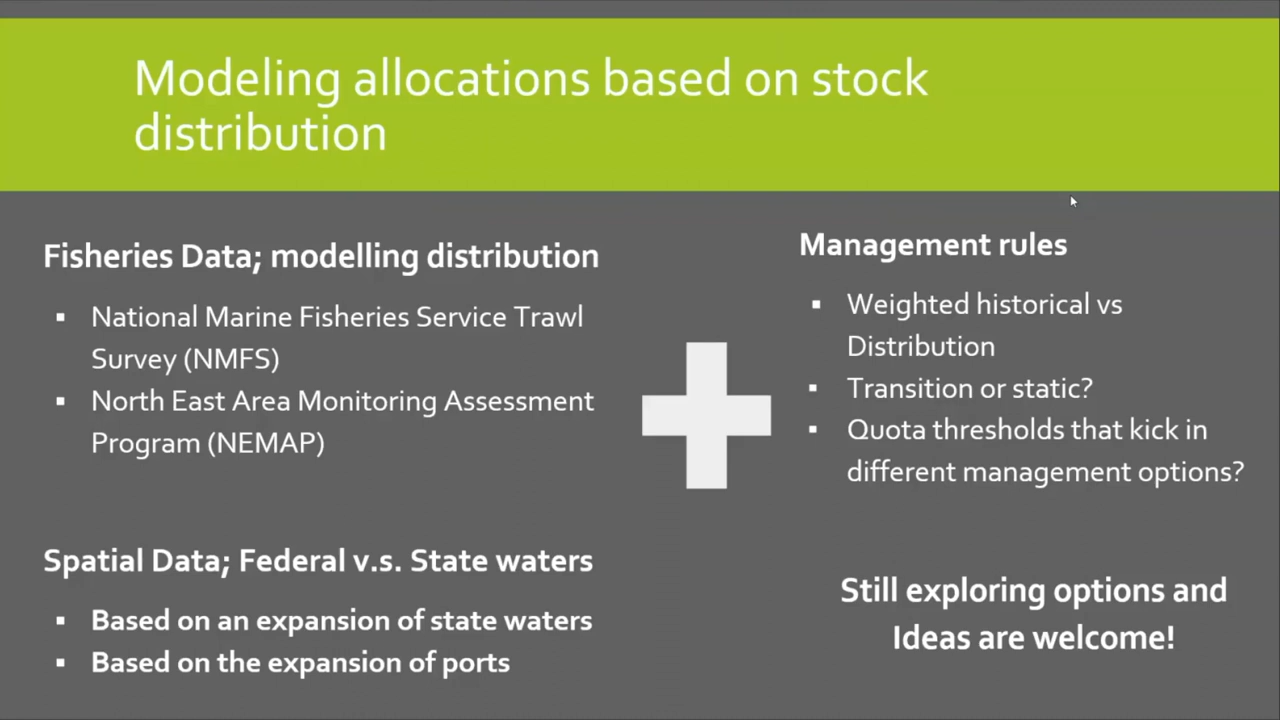 Modeling allocations based on stock
distribution
Fisheries Data; modelling distribution
▪ National Marine Fisheries Service Trawl
Survey (NMFS)
▪ North East Area Monitoring Assessment
Program (NEMAP)
Spatial Data; Federal v.s. State waters
▪ Based on an expansion of state waters
▪ Based on the expansion of ports
Management rules
▪ Weighted historical vs
Distribution
▪ Transition or static?
▪ Quota thresholds that kick in
different management options?
Still exploring options and
Ideas are welcome!